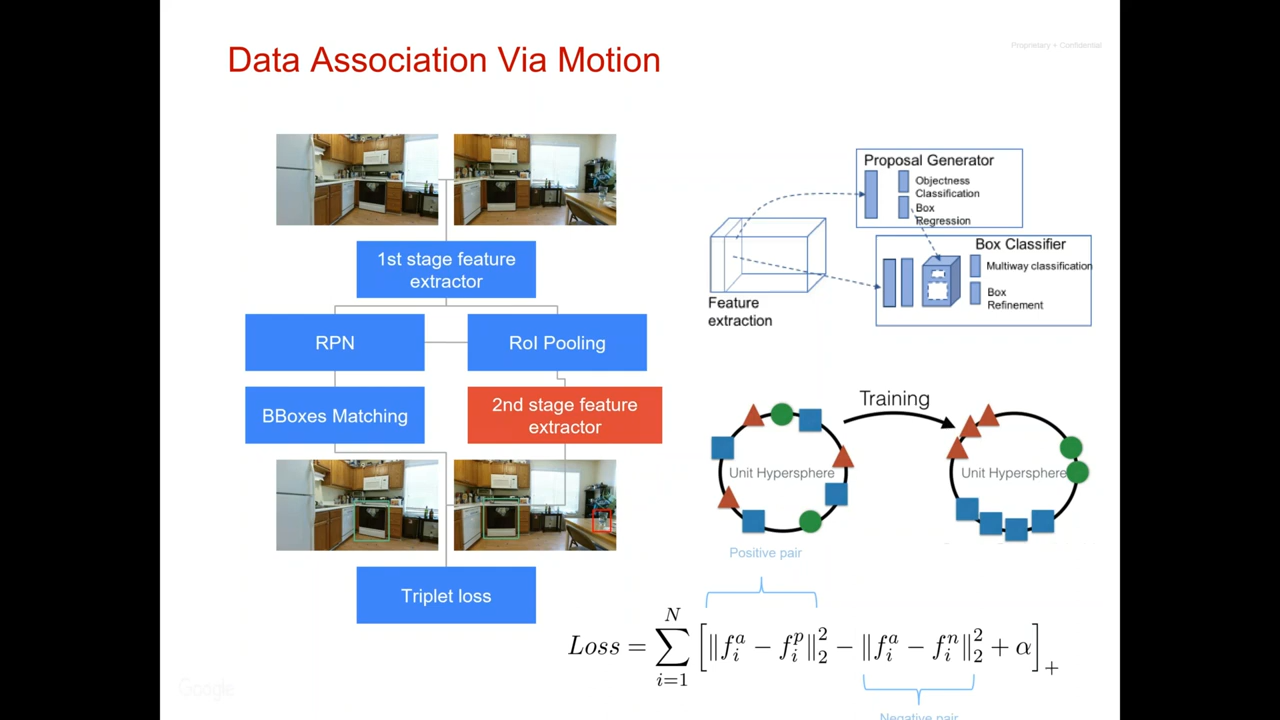 Proprietary + Confidential
Data Association Via Motion
1st stage feature
extractor
RPN
RoI Pooling
BBoxes Matching
2nd stage feature
extractor
Triplet loss
Proposal Generator
Objectness
Classification
Box
Regression
Box Classifier
Multiway classification
Box
Refinement
Feature
extraction
Training
Unit Hypersphere
Unit Hypersphere
Positive pair
Loss = \sum_{i=1}^{N} [ \|f_i^a - f_i^p\|_2^2 - \|f_i^a - f_i^n\|_2^2 + α ]_+
Negative pair
Google